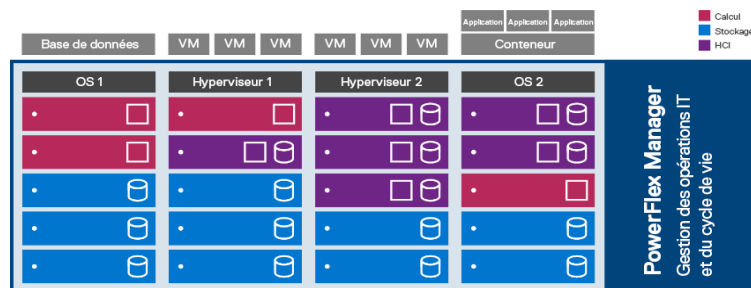 Application Application Application
Base de données VM VM VM VM VM VM Conteneur
Calcul
Stockage
HCI
OS 1 Hyperviseur 1 Hyperviseur 2 OS 2
PowerFlex Manager
Gestion des opérations IT
et du cycle de vie